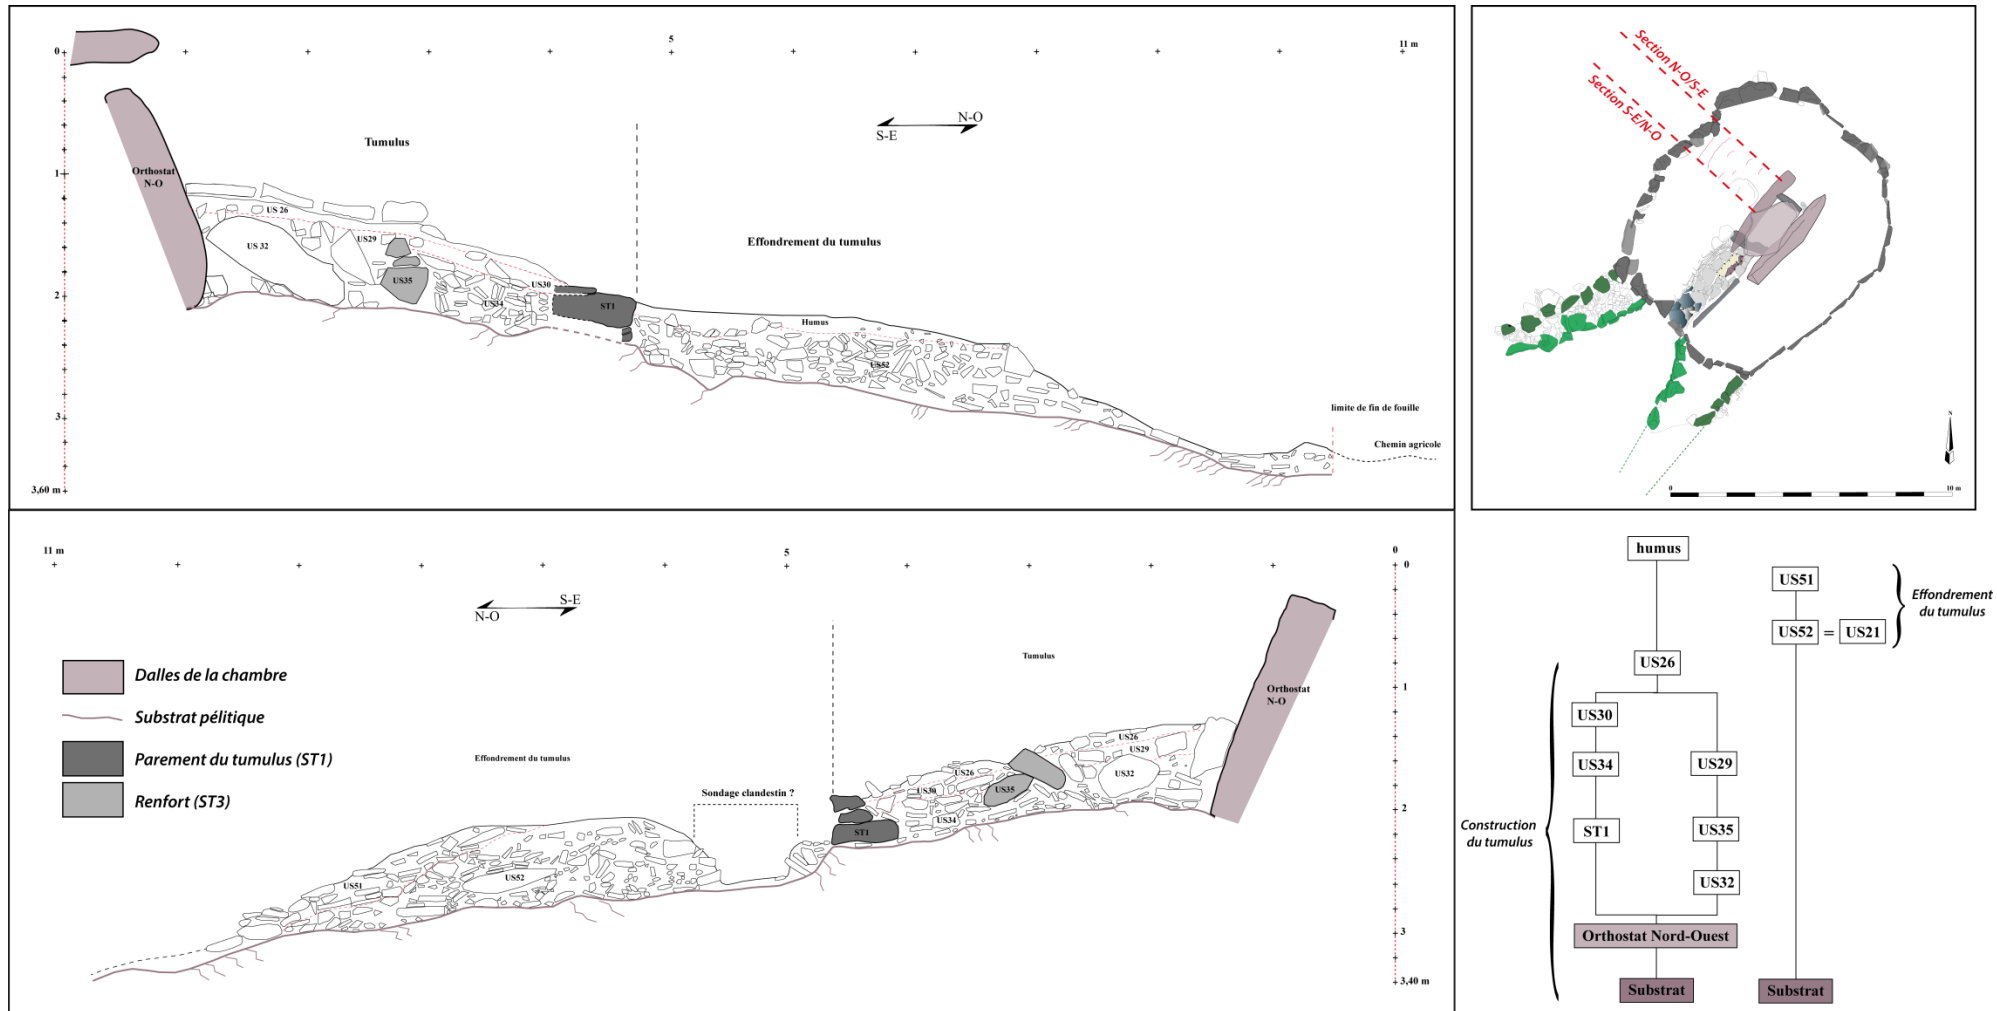 0
5
11 m
N-O
S-E
Tumulus
Orthostat
N-O
1
US 26
US29
US 32
Effondrement du tumulus
US35
US30
2
US34
ST1
Humus
US52
3
limite de fin de fouille
Chemin agricole
3,60 m
Section N-O/S-E
Section S-E/N-O
N
0
10 m
11 m
5
0
0
S-E
N-O
Tumulus
Orthostat
N-O
1
Dalles de la chambre
Substrat pélitique
Parement du tumulus (ST1)
Renfort (ST3)
Effondrement du tumulus
Sondage clandestin ?
US26
US29
US26
US32
US30
US35
2
US34
ST1
US52
US51
3
3,40 m
humus
US51
Effondrement
du tumulus
US52 = US21
US26
US30
US34
US29
ST1
US35
Construction
du tumulus
US32
Orthostat Nord-Ouest
Substrat
Substrat